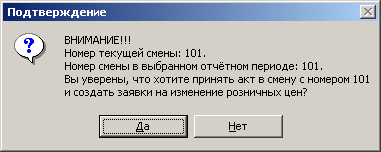 Подтверждение
ВНИМАНИЕ!!!
Номер текущей смены: 101.
Номер смены в выбранном отчётном периоде: 101.
Вы уверены, что хотите принять акт в смену с номером 101
и создать заявки на изменение розничных цен?
Да
Нет